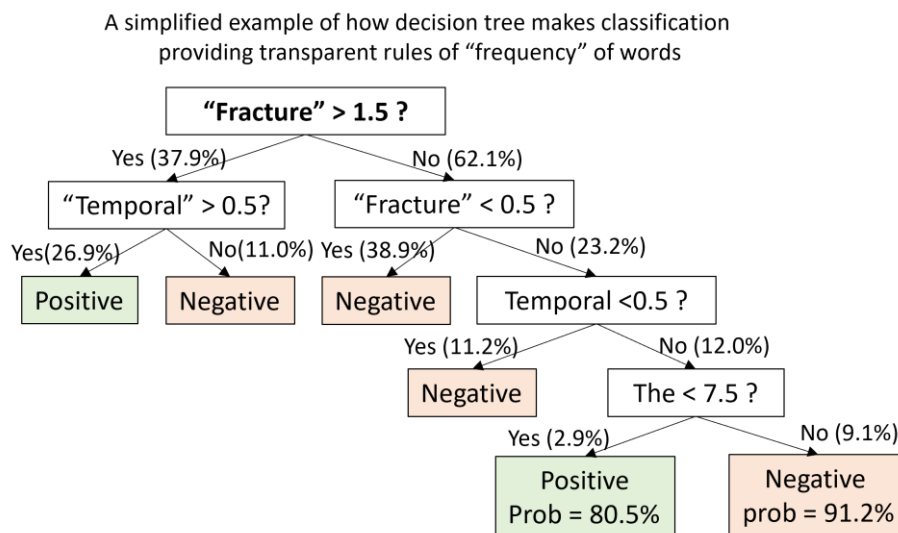 A simplified example of how decision tree makes classification
providing transparent rules of “frequency” of words
“Fracture” > 1.5 ?
Yes (37.9%)
No (62.1%)
“Temporal” > 0.5?
“Fracture” < 0.5 ?
Yes(26.9%)
No(11.0%)
Yes (38.9%)
No (23.2%)
Positive
Negative
Negative
Temporal <0.5 ?
Yes (11.2%)
No (12.0%)
Negative
The < 7.5 ?
Yes (2.9%)
No (9.1%)
Positive
Prob = 80.5%
Negative
prob = 91.2%